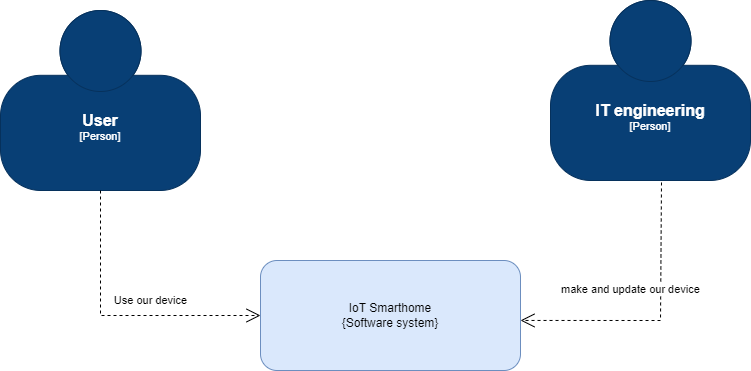 User
[Person]
IT engineering
[Person]
Use our device
make and update our device
IoT Smarthome
{Software system}